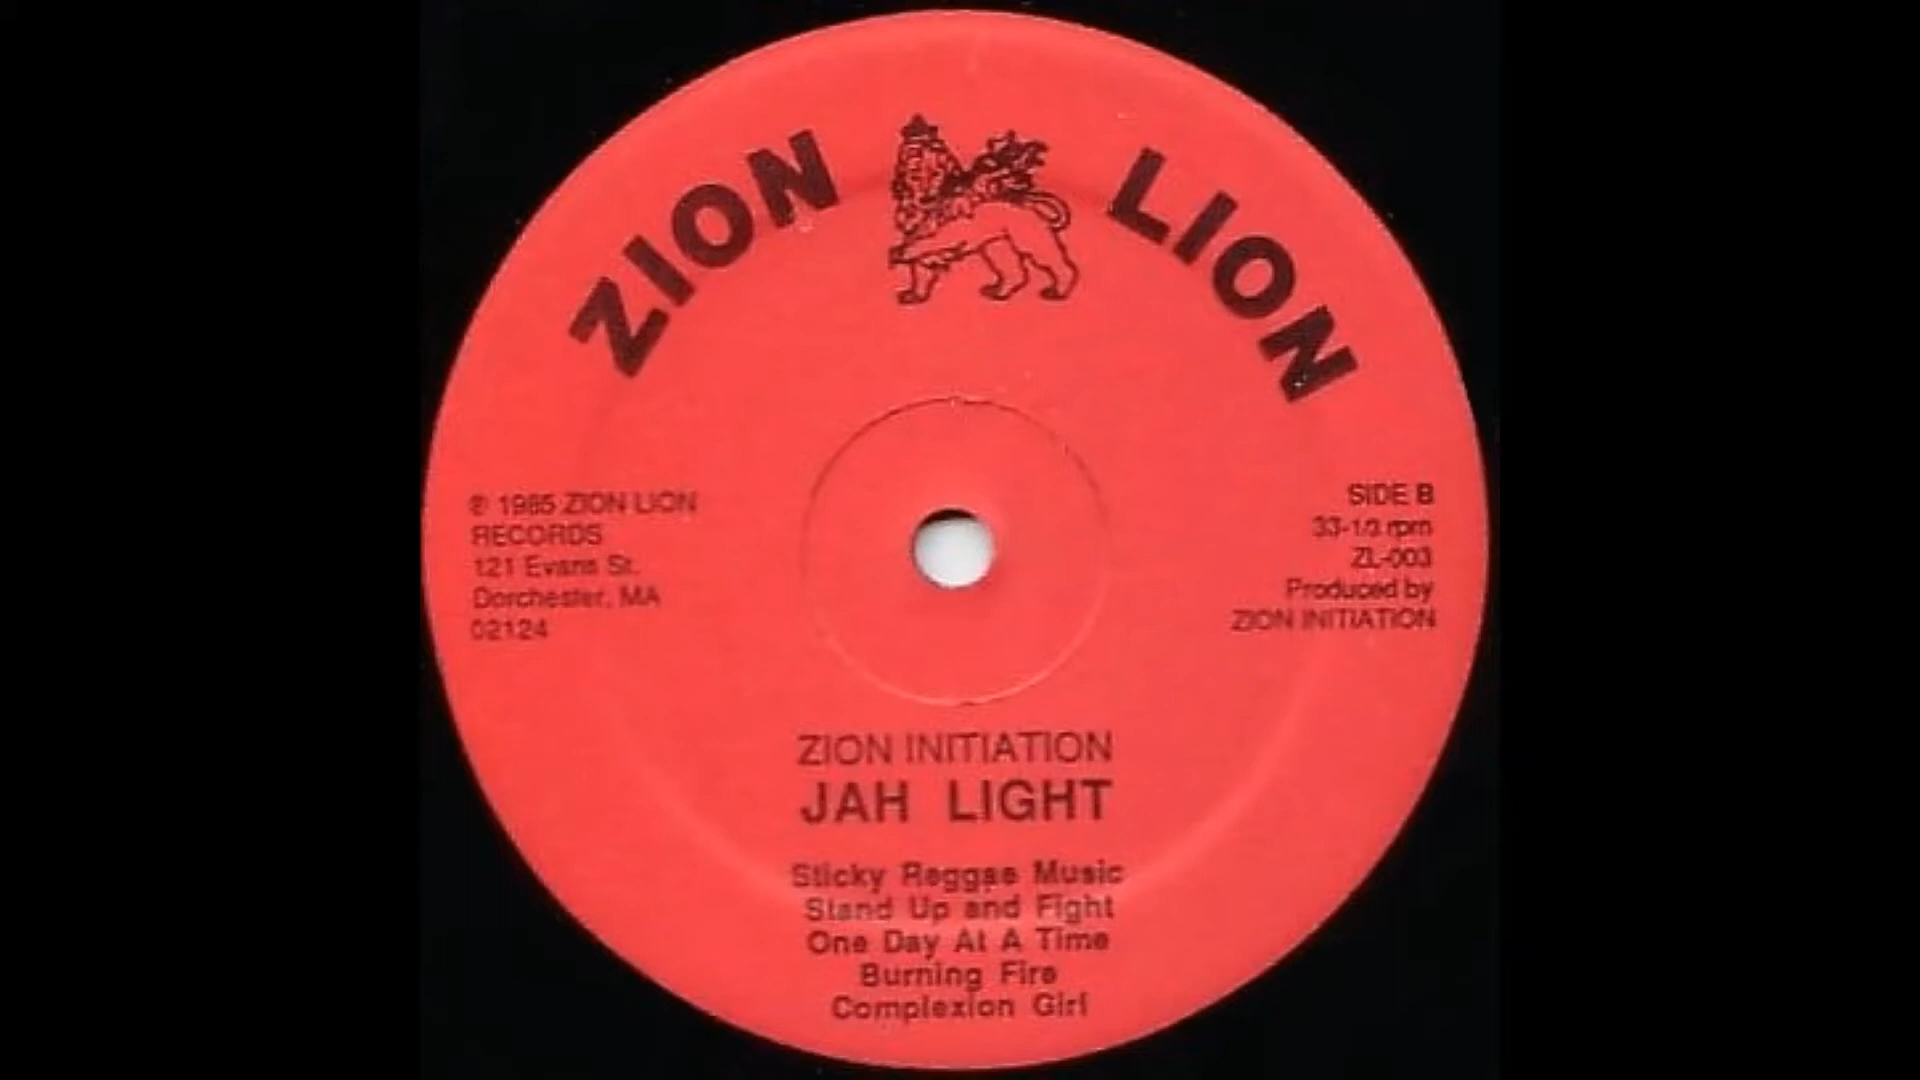 ZION LION
℗ 1985 ZION LION
RECORDS
121 Evans St.
Dorchester, MA
02124
SIDE B
33-1/3 rpm
ZL-003
Produced by
ZION INITIATION
ZION INITIATION
JAH LIGHT
Sticky Reggae Music
Stand Up and Fight
One Day At A Time
Burning Fire
Complexion Girl